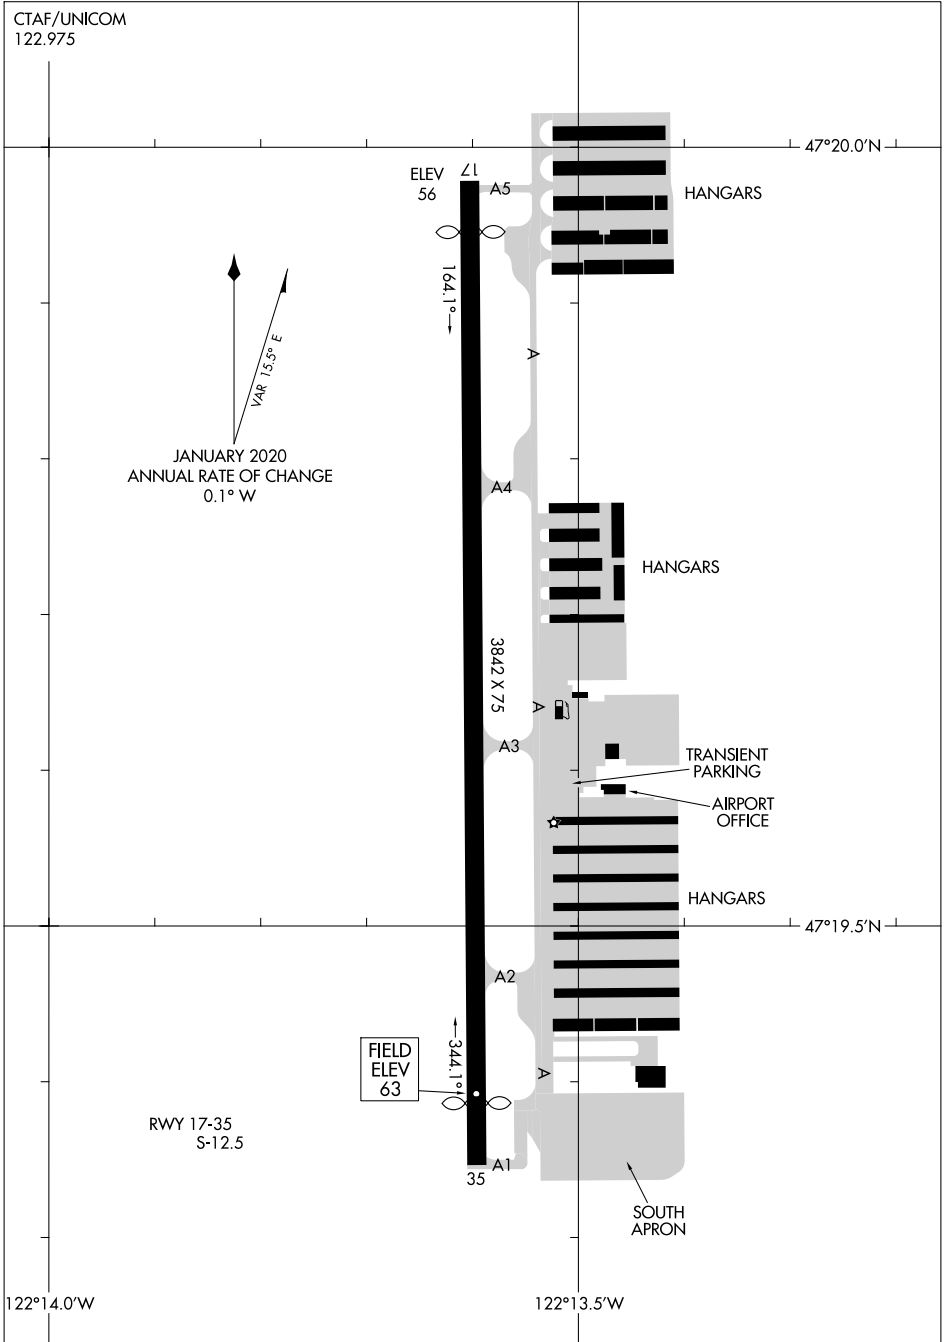 CTAF/UNICOM
122.975
47°20.0'N
ELEV
56
17
A5
HANGARS
164.1°
VAR 15.5° E
A
JANUARY 2020
ANNUAL RATE OF CHANGE
0.1° W
A4
HANGARS
3842 X 75
A
A3
TRANSIENT
PARKING
AIRPORT
OFFICE
HANGARS
47°19.5'N
A2
344.1°
FIELD
ELEV
63
A
RWY 17-35
S-12.5
A1
35
SOUTH
APRON
122°14.0'W
122°13.5'W